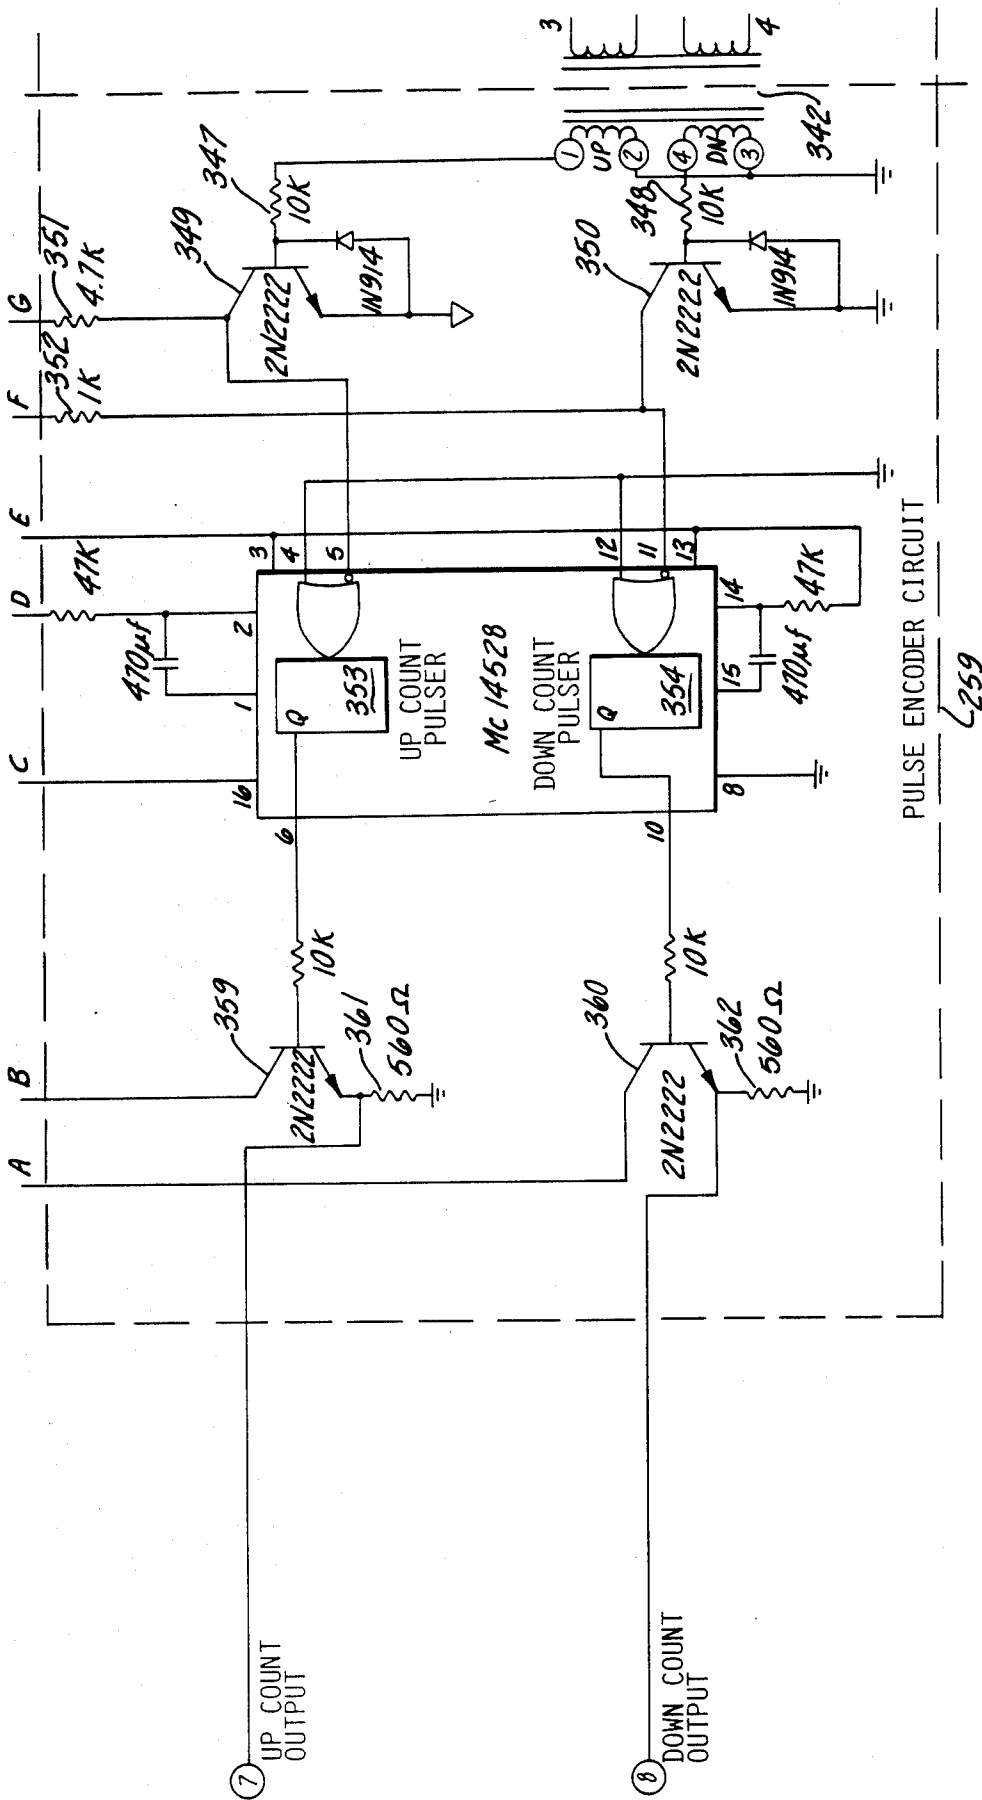 A
B
C
D
E
F
G
47K
352
1K
351
4.7K
349
347
10K
2N2222
1N914
3
4
1
UP
2
4
DN
3
342
348
10K
350
2N2222
1N914
470µf
16
1
2
3
4
5
6
Q
353
UP COUNT
PULSER
Mc 14528
DOWN COUNT
PULSER
Q
354
12
11
13
14
15
10
8
47K
470µf
359
10K
2N2222
361
560Ω
360
10K
2N2222
362
560Ω
7
UP COUNT
OUTPUT
8
DOWN COUNT
OUTPUT
PULSE ENCODER CIRCUIT
259